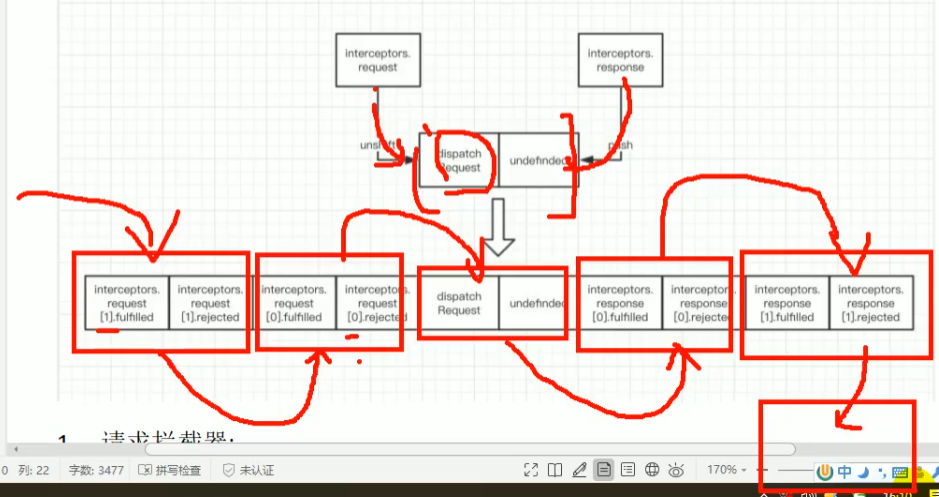 interceptors.
request
interceptors.
response
unshift
push
dispatch
Request
undefinded
interceptors.
request
[1].fulfilled
interceptors.
request
[1].rejected
interceptors.
request
[0].fulfilled
interceptors.
request
[0].rejected
dispatch
Request
undefinded
interceptors.
response
[0].fulfilled
interceptors.
response
[0].rejected
interceptors.
response
[1].fulfilled
interceptors.
response
[1].rejected
1. 请求拦截器:
0 列: 22 字数: 3477 拼写检查 未认证 170% 中
16:10